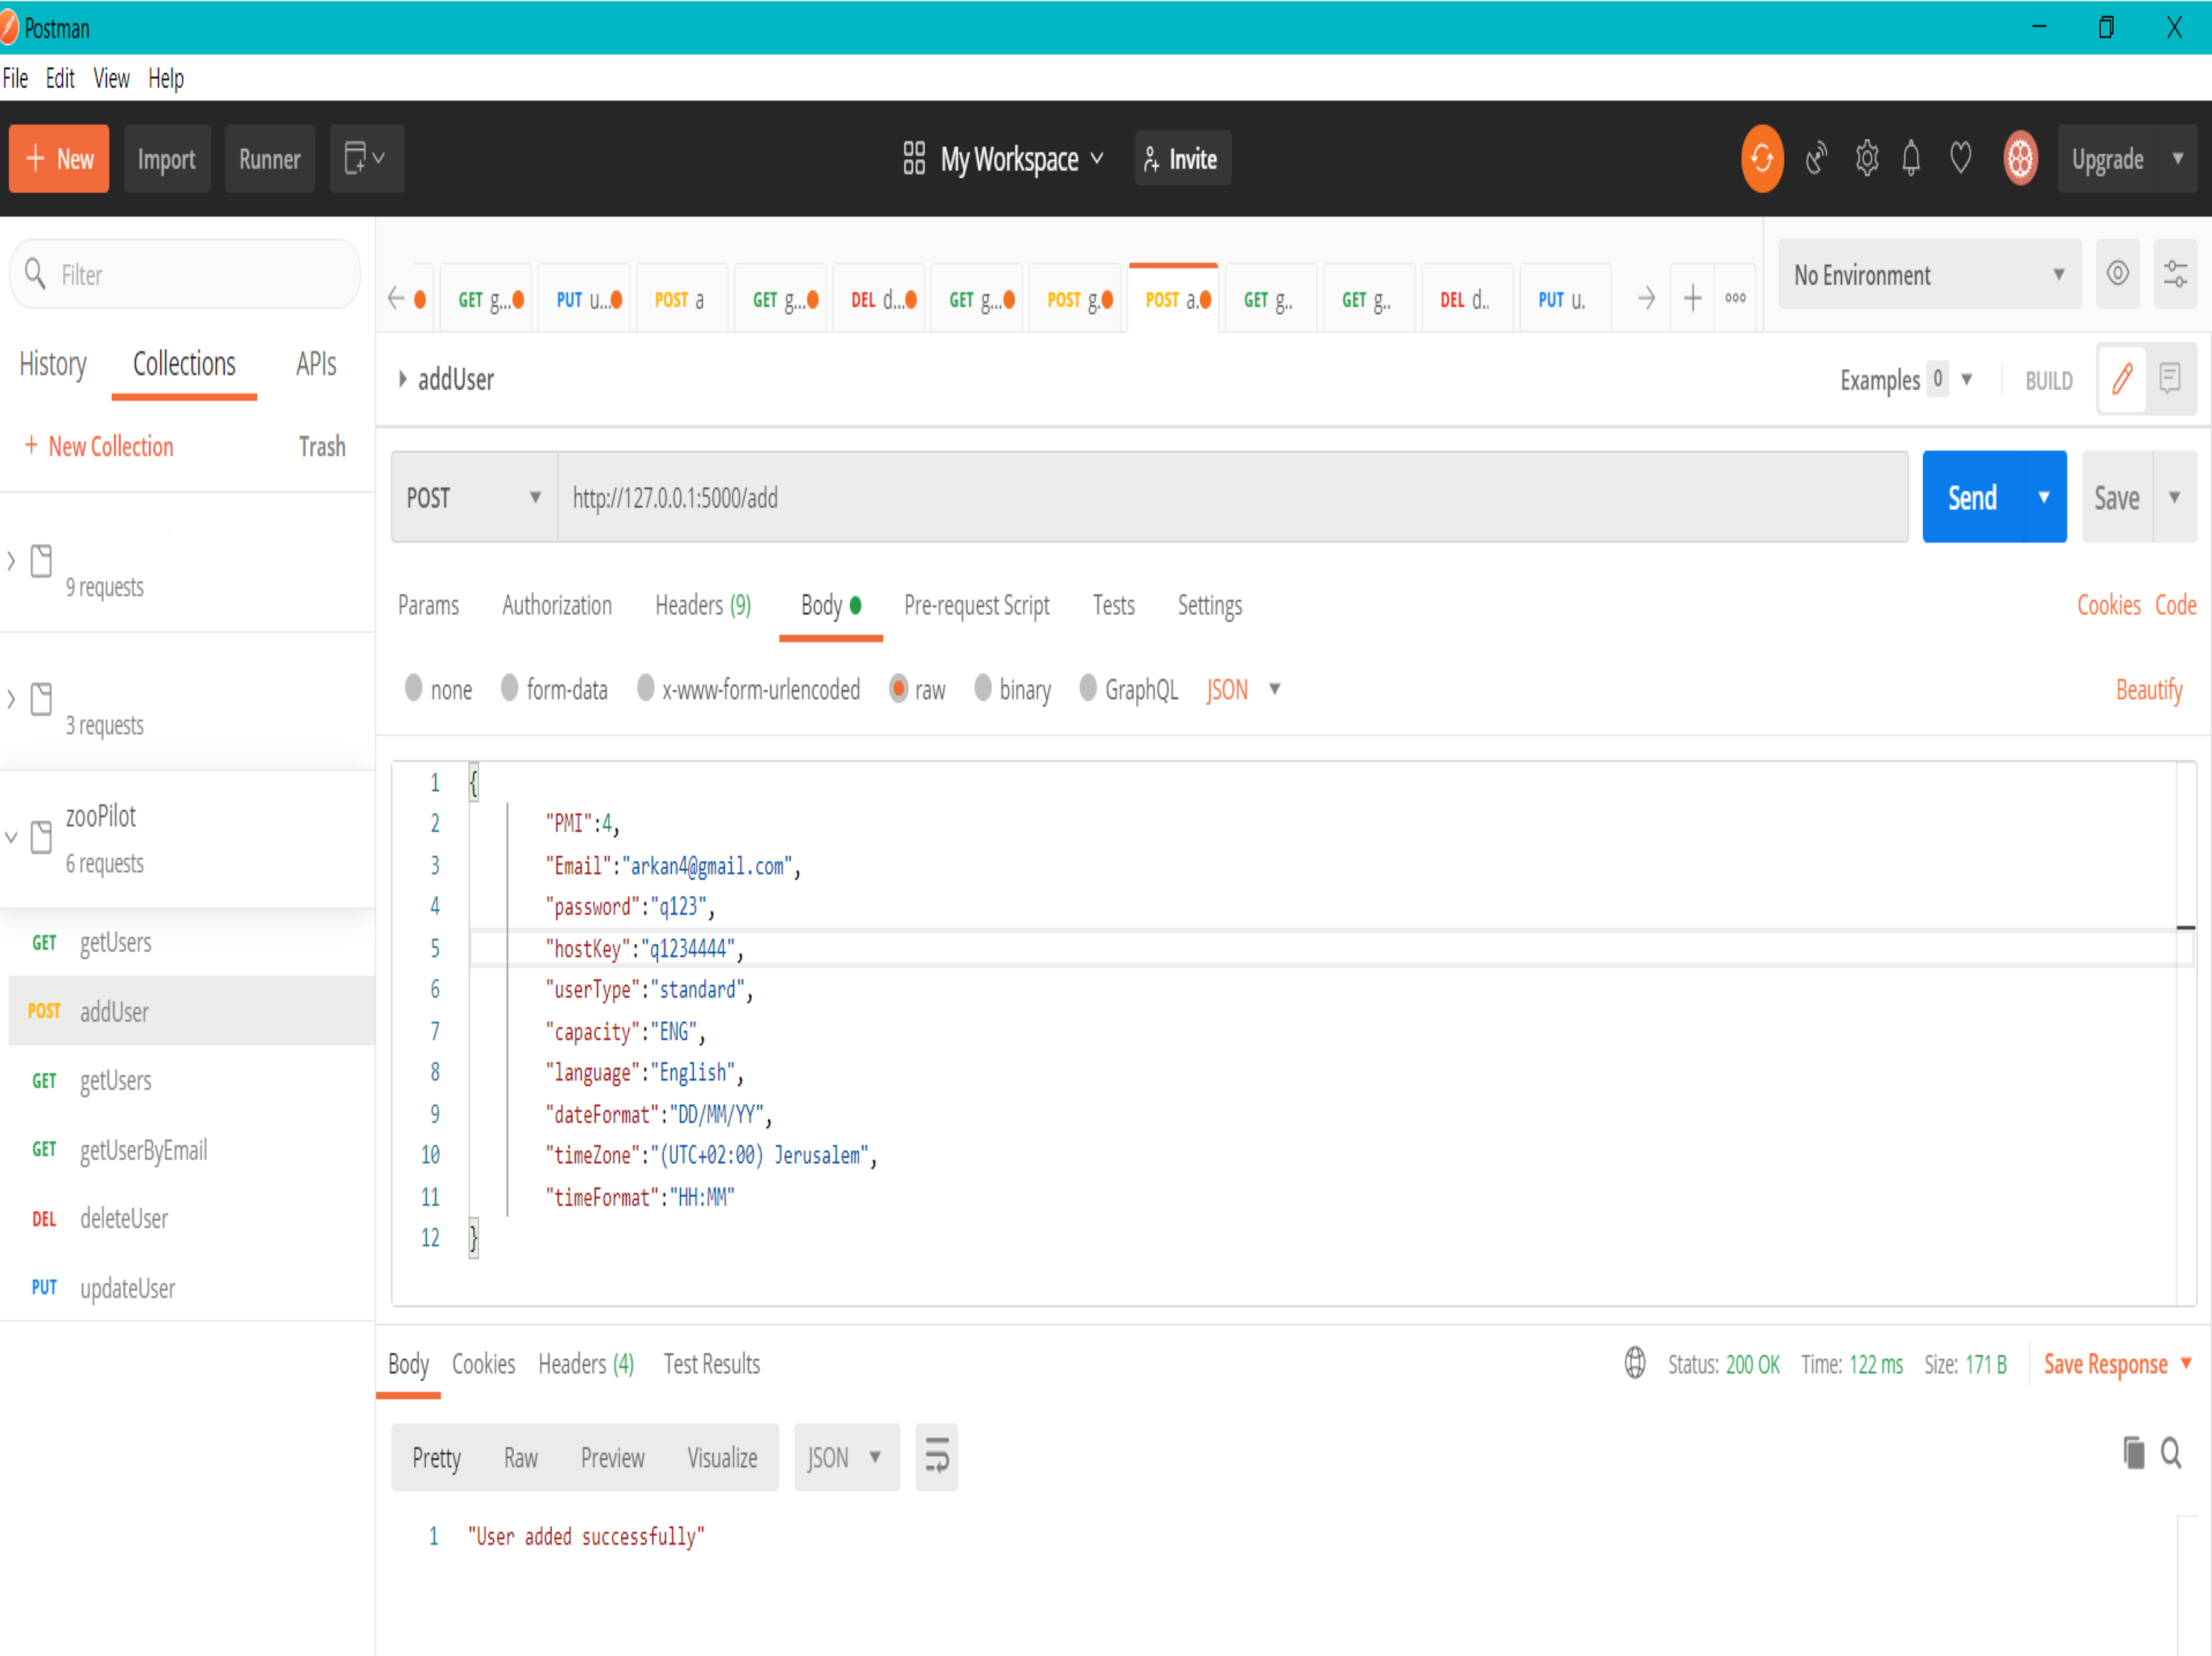 Postman
File Edit View Help
+ New Import Runner My Workspace Invite Upgrade
Filter
GET g... PUT u... POST a GET g... DEL d... GET g... POST g. POST a. GET g.. GET g.. DEL d.. PUT u. + ooo
No Environment
History Collections APIs
addUser Examples 0 BUILD
+ New Collection Trash
POST http://127.0.0.1:5000/add Send Save
9 requests
Params Authorization Headers (9) Body Pre-request Script Tests Settings Cookies Code
none form-data x-www-form-urlencoded raw binary GraphQL JSON Beautify
3 requests
zooPilot
6 requests
GET getUsers
POST addUser
GET getUsers
GET getUserByEmail
DEL deleteUser
PUT updateUser
1 {
2 "PMI":4,
3 "Email":"arkan4@gmail.com",
4 "password":"q123",
5 "hostKey":"q1234444",
6 "userType":"standard",
7 "capacity":"ENG",
8 "language":"English",
9 "dateFormat":"DD/MM/YY",
10 "timeZone":"(UTC+02:00) Jerusalem",
11 "timeFormat":"HH:MM"
12 }
Body Cookies Headers (4) Test Results Status: 200 OK Time: 122 ms Size: 171 B Save Response
Pretty Raw Preview Visualize JSON
1 "User added successfully"